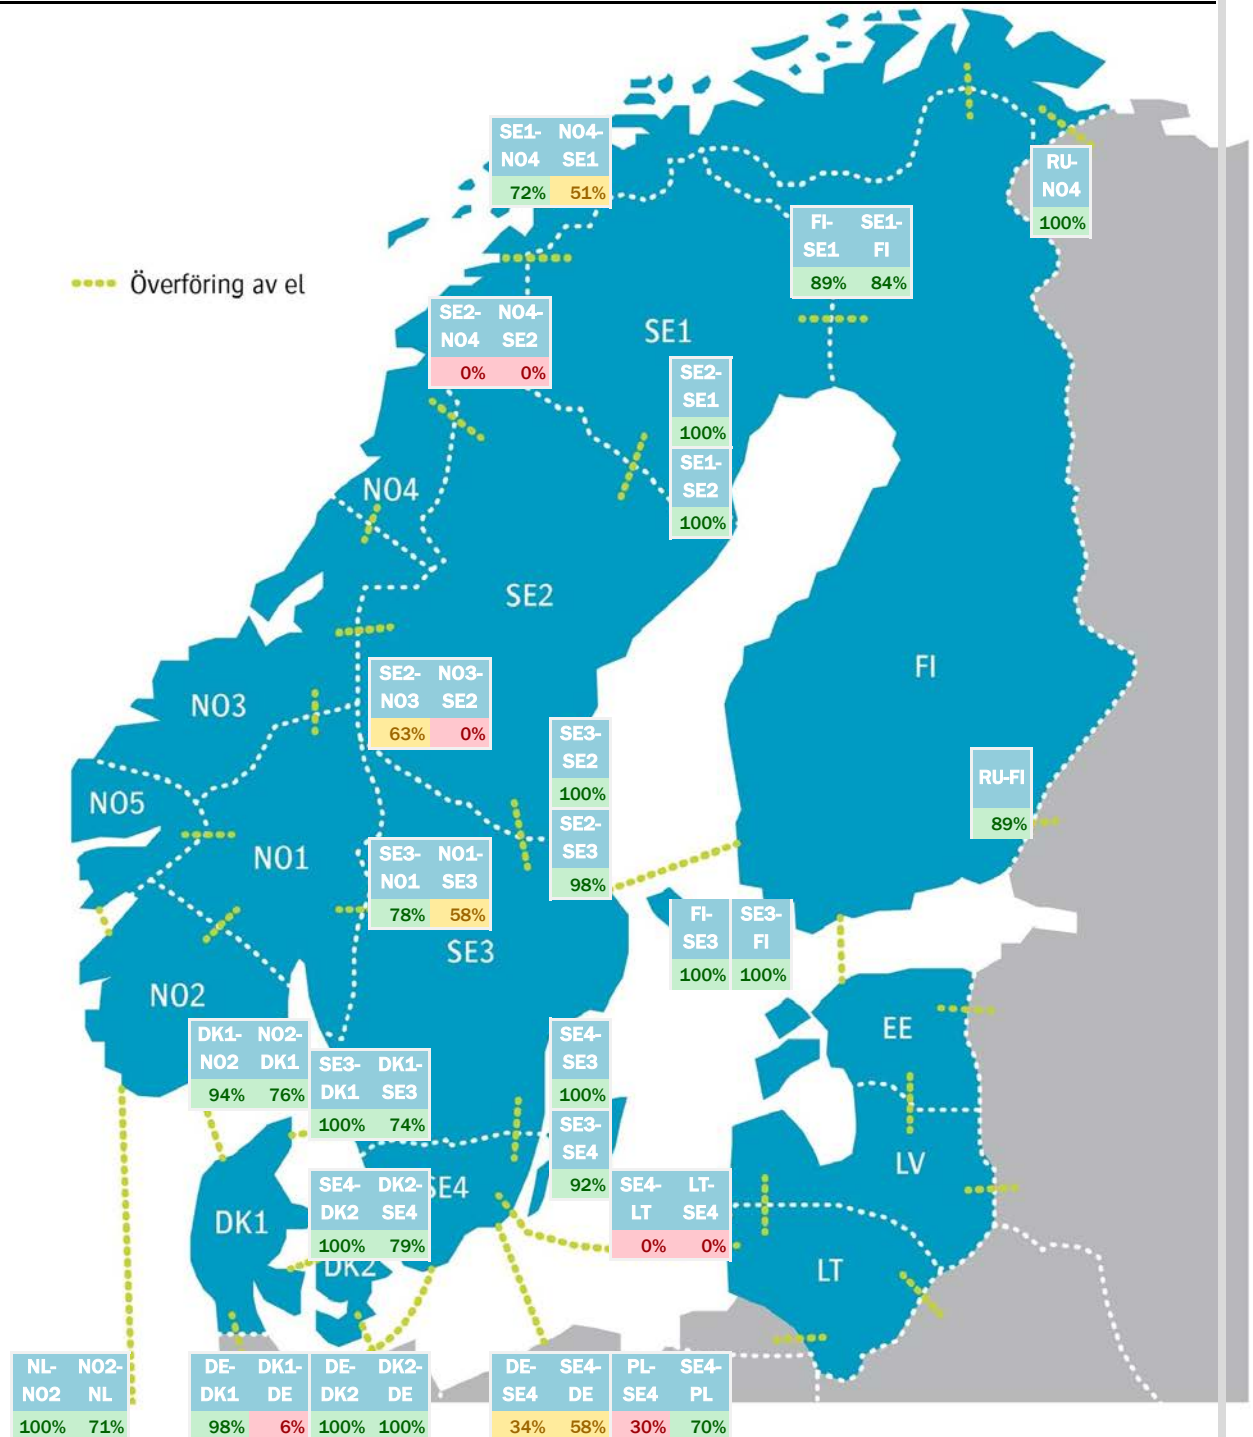 SE1- NO4-
NO4 SE1
72% 51%
RU-
NO4
100%
FI- SE1-
SE1 FI
89% 84%
Överföring av el
SE2- NO4-
NO4 SE2
0% 0%
SE1
SE2-
SE1
100%
SE1-
SE2
100%
NO4
SE2
FI
SE2- NO3-
NO3 SE2
63% 0%
NO3
SE3-
SE2
100%
SE2-
SE3
98%
RU-FI
89%
NO5
NO1
SE3- NO1-
NO1 SE3
78% 58%
SE3
FI- SE3-
SE3 FI
100% 100%
NO2
DK1- NO2-
NO2 DK1
94% 76%
SE3- DK1-
DK1 SE3
100% 74%
SE4-
SE3
100%
SE3-
SE4
92%
EE
LV
SE4- DK2-
DK2 SE4
100% 79%
SE4
SE4- LT-
LT SE4
0% 0%
DK1
DK2
LT
NL- NO2-
NO2 NL
100% 71%
DE- DK1-
DK1 DE
98% 6%
DE- DK2-
DK2 DE
100% 100%
DE- SE4-
SE4 DE
34% 58%
PL- SE4-
SE4 PL
30% 70%